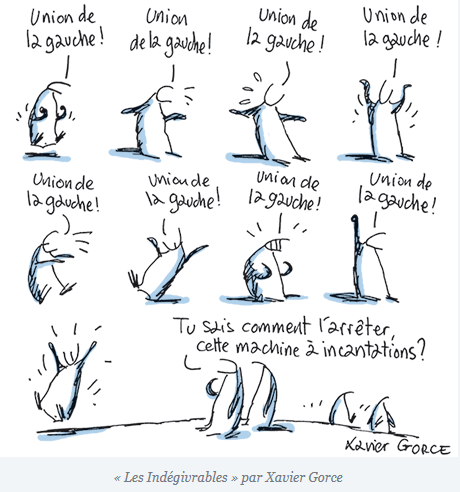 Union de
la gauche !
Union
de la gauche !
Union de
la gauche !
Union de
la gauche !
Union de
la gauche !
Union de
la gauche !
Union de
la gauche !
Union de
la gauche !
Tu sais comment l'arrêter,
cette machine à incantations ?
Xavier GORCE
« Les Indégivrables » par Xavier Gorce